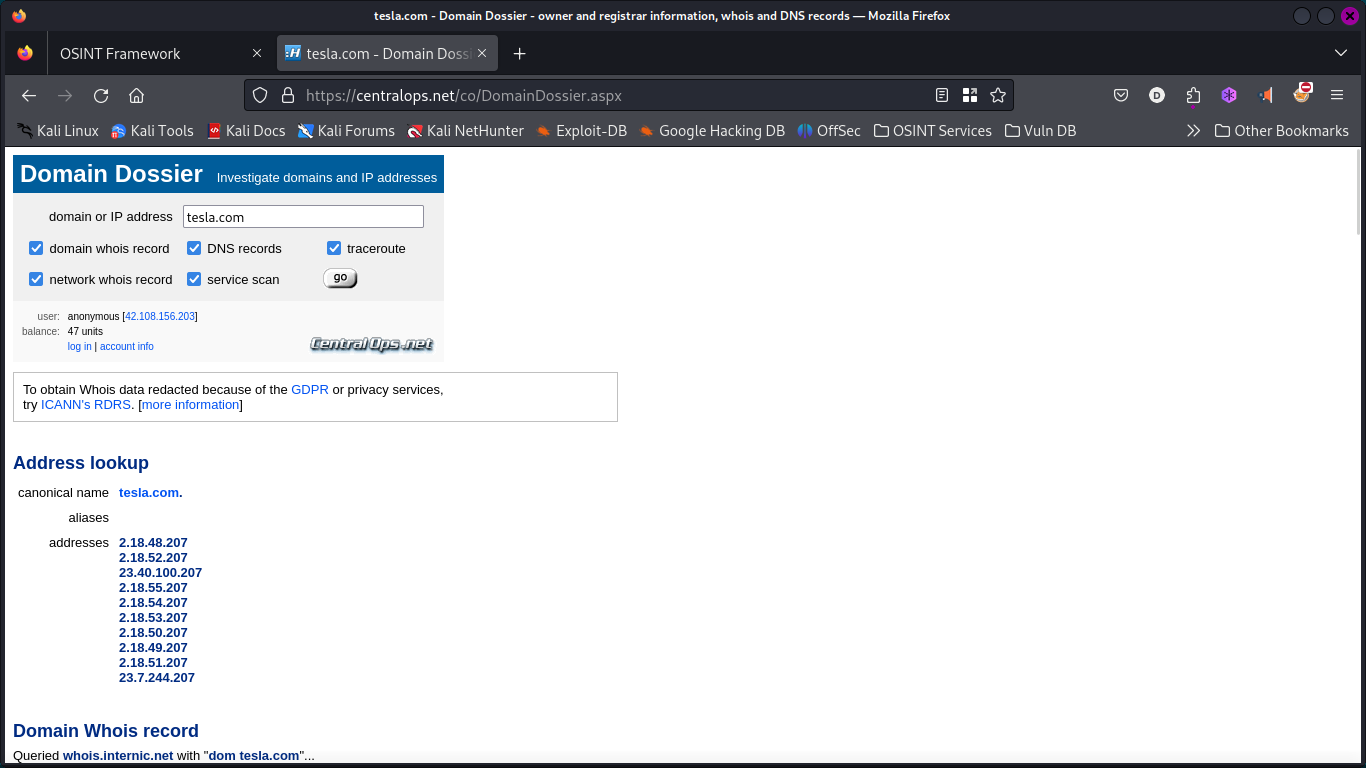 tesla.com - Domain Dossier - owner and registrar information, whois and DNS records — Mozilla Firefox
OSINT Framework
tesla.com - Domain Dossi
https://centralops.net/co/DomainDossier.aspx
Kali Linux Kali Tools Kali Docs Kali Forums Kali NetHunter Exploit-DB Google Hacking DB OffSec OSINT Services Vuln DB Other Bookmarks
Domain Dossier Investigate domains and IP addresses
domain or IP address tesla.com
domain whois record DNS records traceroute
network whois record service scan go
user: anonymous [42.108.156.203]
balance: 47 units
log in | account info
CentralOps.net
To obtain Whois data redacted because of the GDPR or privacy services,
try ICANN's RDRS. [more information]
Address lookup
canonical name tesla.com.
aliases
addresses 2.18.48.207
2.18.52.207
23.40.100.207
2.18.55.207
2.18.54.207
2.18.53.207
2.18.50.207
2.18.49.207
2.18.51.207
23.7.244.207
Domain Whois record
Queried whois.internic.net with "dom tesla.com"...